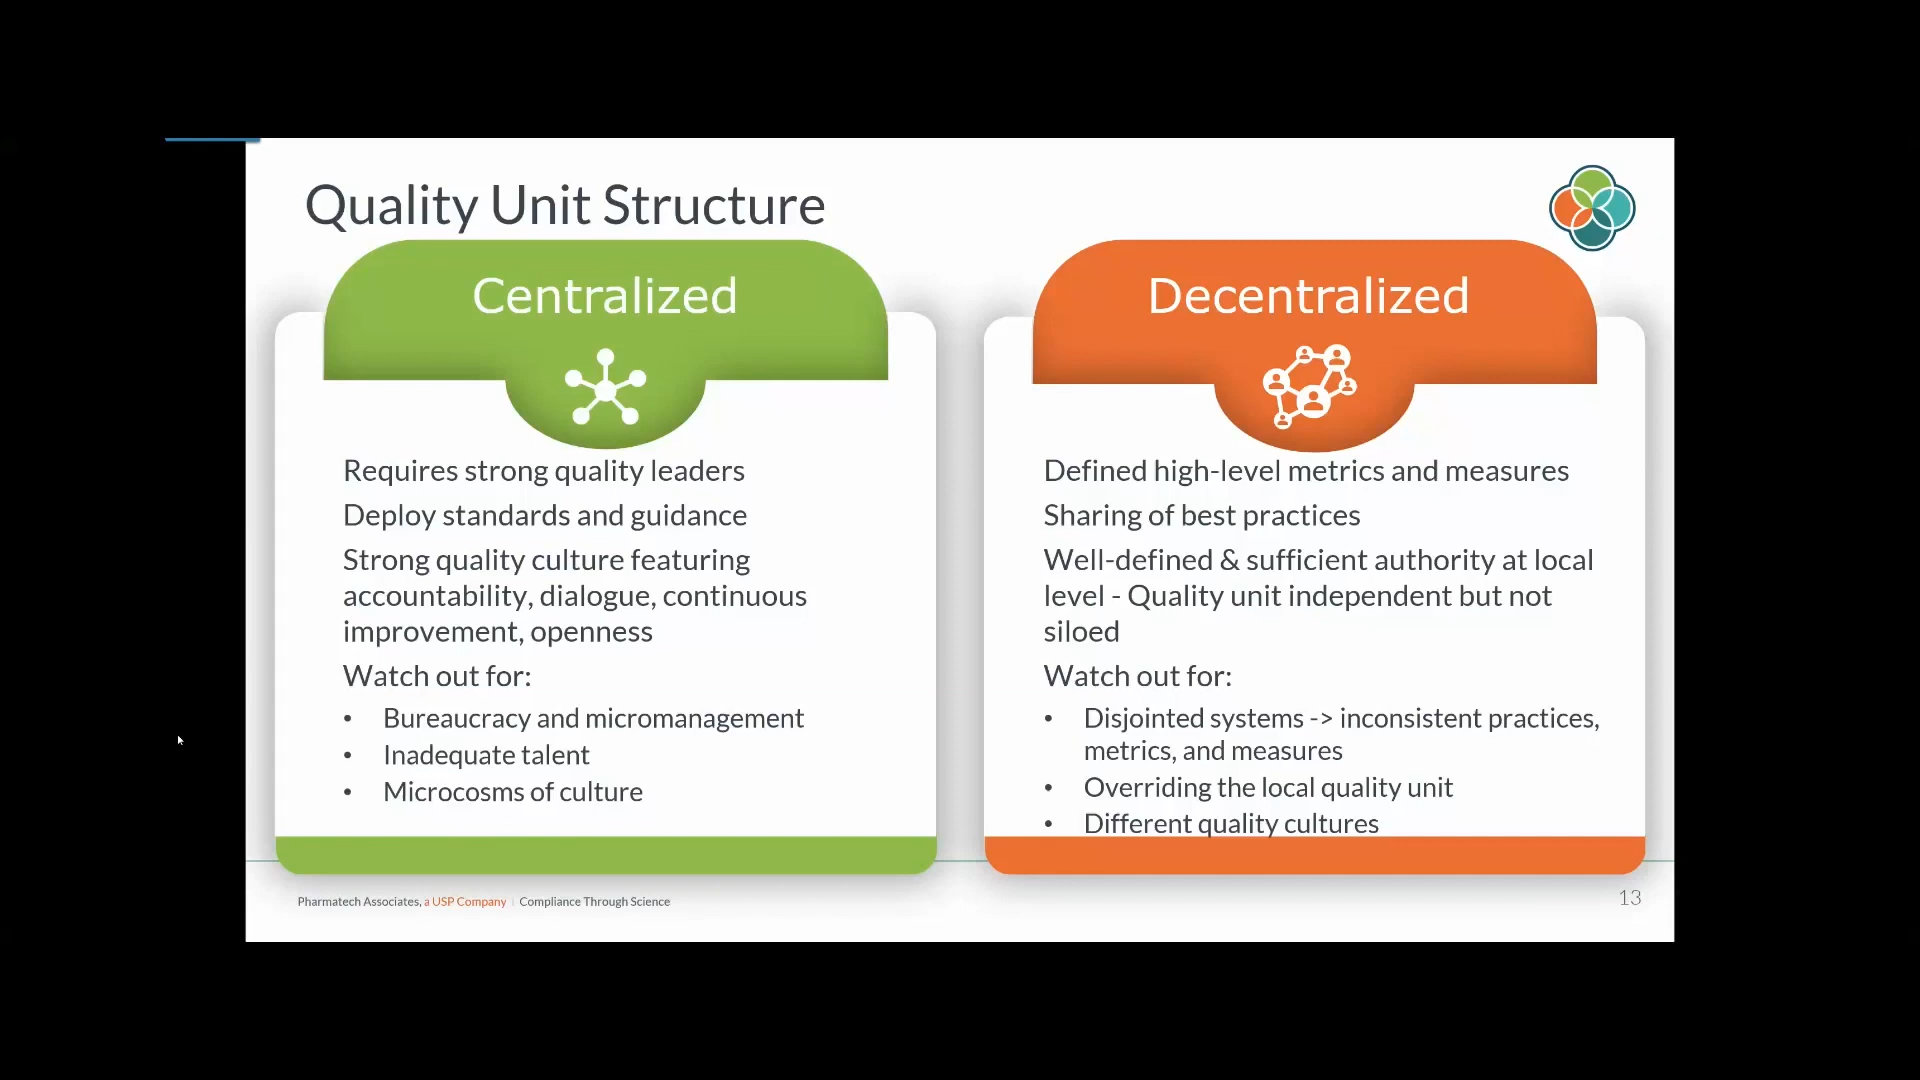 Quality Unit Structure
Centralized
Requires strong quality leaders
Deploy standards and guidance
Strong quality culture featuring
accountability, dialogue, continuous
improvement, openness
Watch out for:
• Bureaucracy and micromanagement
• Inadequate talent
• Microcosms of culture
Decentralized
Defined high-level metrics and measures
Sharing of best practices
Well-defined & sufficient authority at local
level - Quality unit independent but not
siloed
Watch out for:
• Disjointed systems -> inconsistent practices,
metrics, and measures
• Overriding the local quality unit
• Different quality cultures
Pharmatech Associates, a USP Company | Compliance Through Science
13